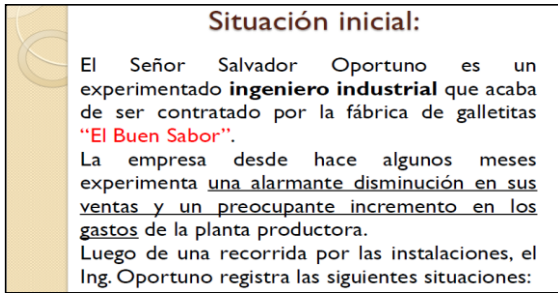 Situación inicial:
El Señor Salvador Oportuno es un
experimentado ingeniero industrial que acaba
de ser contratado por la fábrica de galletitas
“El Buen Sabor”.
La empresa desde hace algunos meses
experimenta una alarmante disminución en sus
ventas y un preocupante incremento en los
gastos de la planta productora.
Luego de una recorrida por las instalaciones, el
Ing. Oportuno registra las siguientes situaciones: